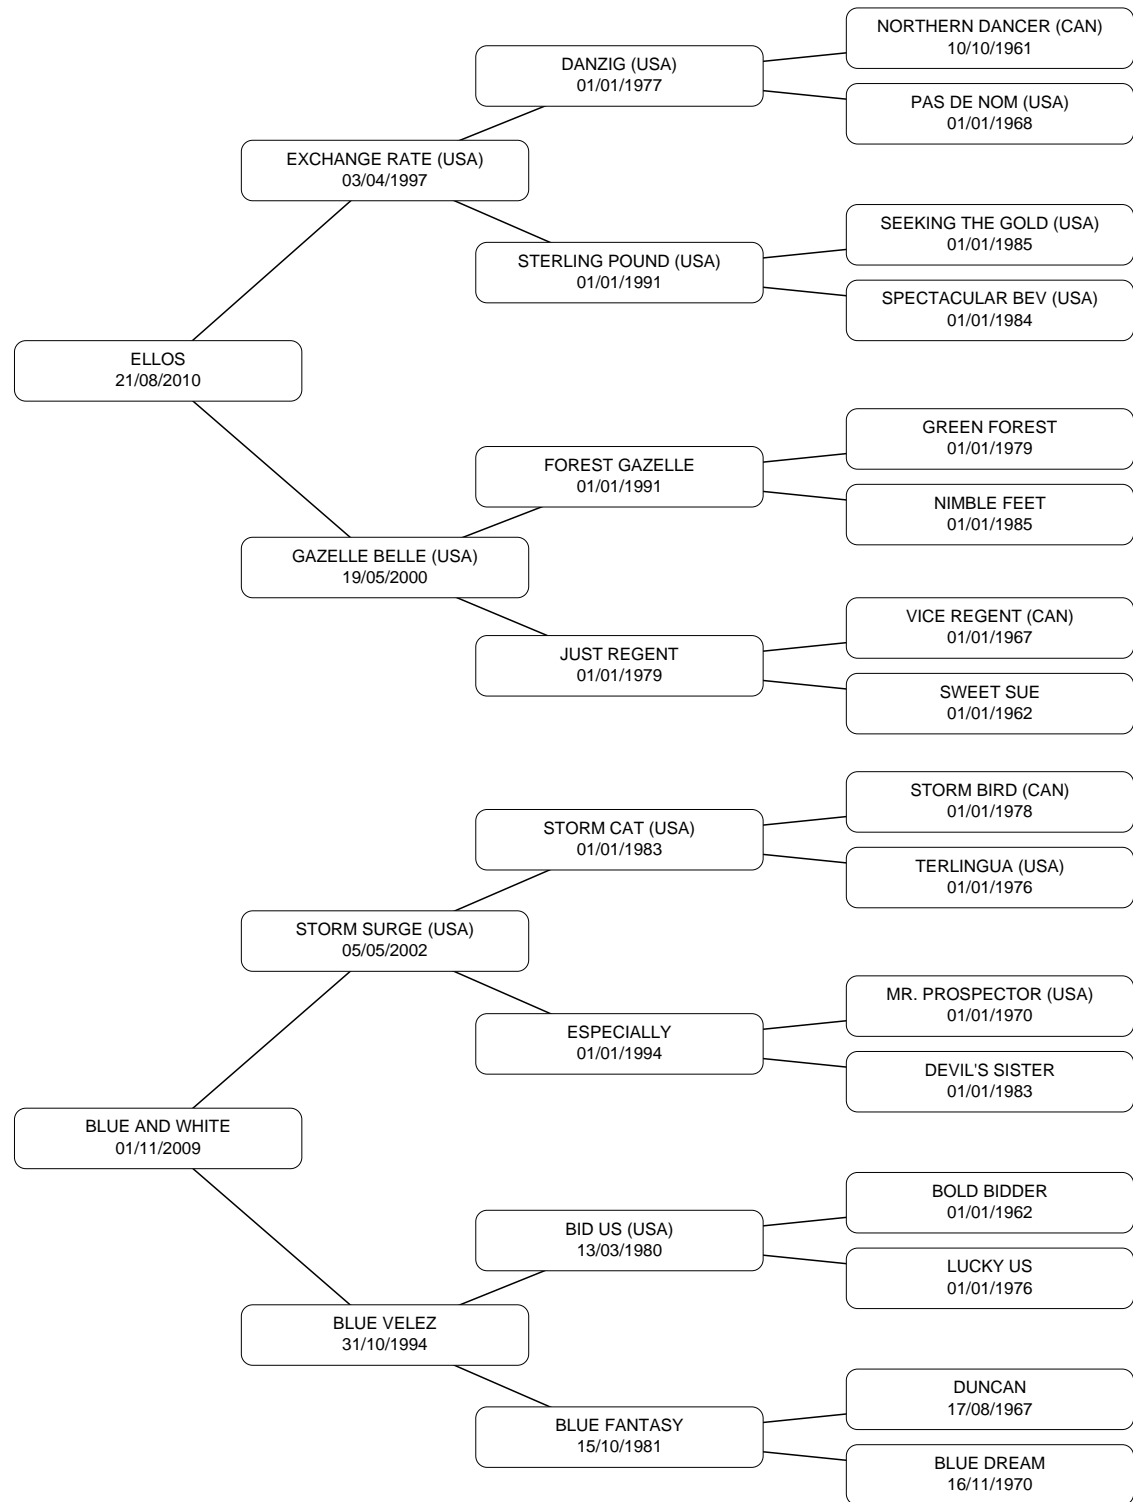 NORTHERN DANCER (CAN)
10/10/1961
DANZIG (USA)
01/01/1977
PAS DE NOM (USA)
01/01/1968
EXCHANGE RATE (USA)
03/04/1997
SEEKING THE GOLD (USA)
01/01/1985
STERLING POUND (USA)
01/01/1991
SPECTACULAR BEV (USA)
01/01/1984
ELLOS
21/08/2010
GREEN FOREST
01/01/1979
FOREST GAZELLE
01/01/1991
NIMBLE FEET
01/01/1985
GAZELLE BELLE (USA)
19/05/2000
VICE REGENT (CAN)
01/01/1967
JUST REGENT
01/01/1979
SWEET SUE
01/01/1962
STORM BIRD (CAN)
01/01/1978
STORM CAT (USA)
01/01/1983
TERLINGUA (USA)
01/01/1976
STORM SURGE (USA)
05/05/2002
MR. PROSPECTOR (USA)
01/01/1970
ESPECIALLY
01/01/1994
DEVIL'S SISTER
01/01/1983
BLUE AND WHITE
01/11/2009
BOLD BIDDER
01/01/1962
BID US (USA)
13/03/1980
LUCKY US
01/01/1976
BLUE VELEZ
31/10/1994
DUNCAN
17/08/1967
BLUE FANTASY
15/10/1981
BLUE DREAM
16/11/1970